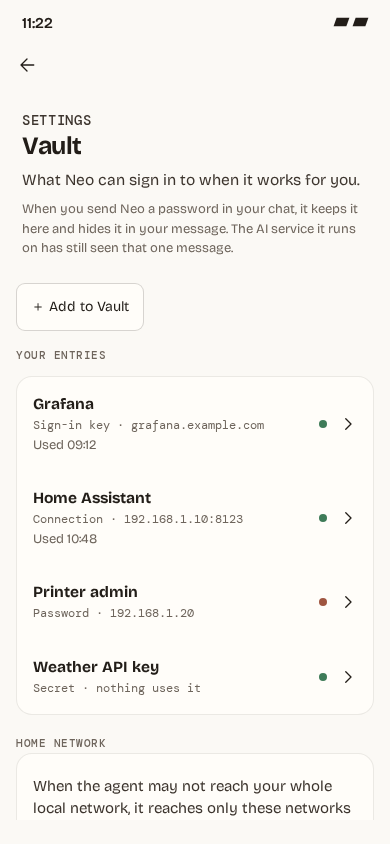 11:22
SETTINGS
Vault
What Neo can sign in to when it works for you.
When you send Neo a password in your chat, it keeps it
here and hides it in your message. The AI service it runs
on has still seen that one message.
+ Add to Vault
YOUR ENTRIES
Grafana
Sign-in key · grafana.example.com
Used 09:12
Home Assistant
Connection · 192.168.1.10:8123
Used 10:48
Printer admin
Password · 192.168.1.20
Weather API key
Secret · nothing uses it
HOME NETWORK
When the agent may not reach your whole
local network, it reaches only these networks